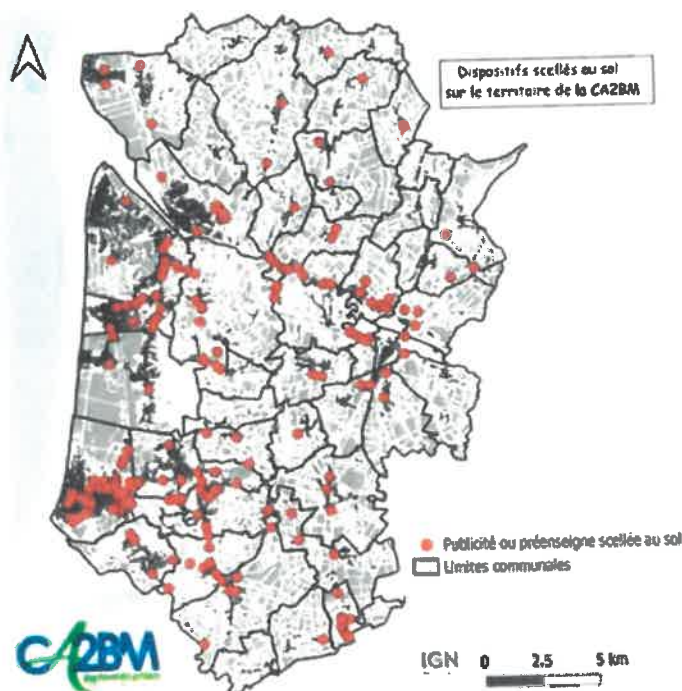 Dispositifs scellés au sol
sur le territoire de la CA2BM
Publicité ou préenseigne scellée au sol
Limites communales
CA2BM
IGN 0 2.5 5 km